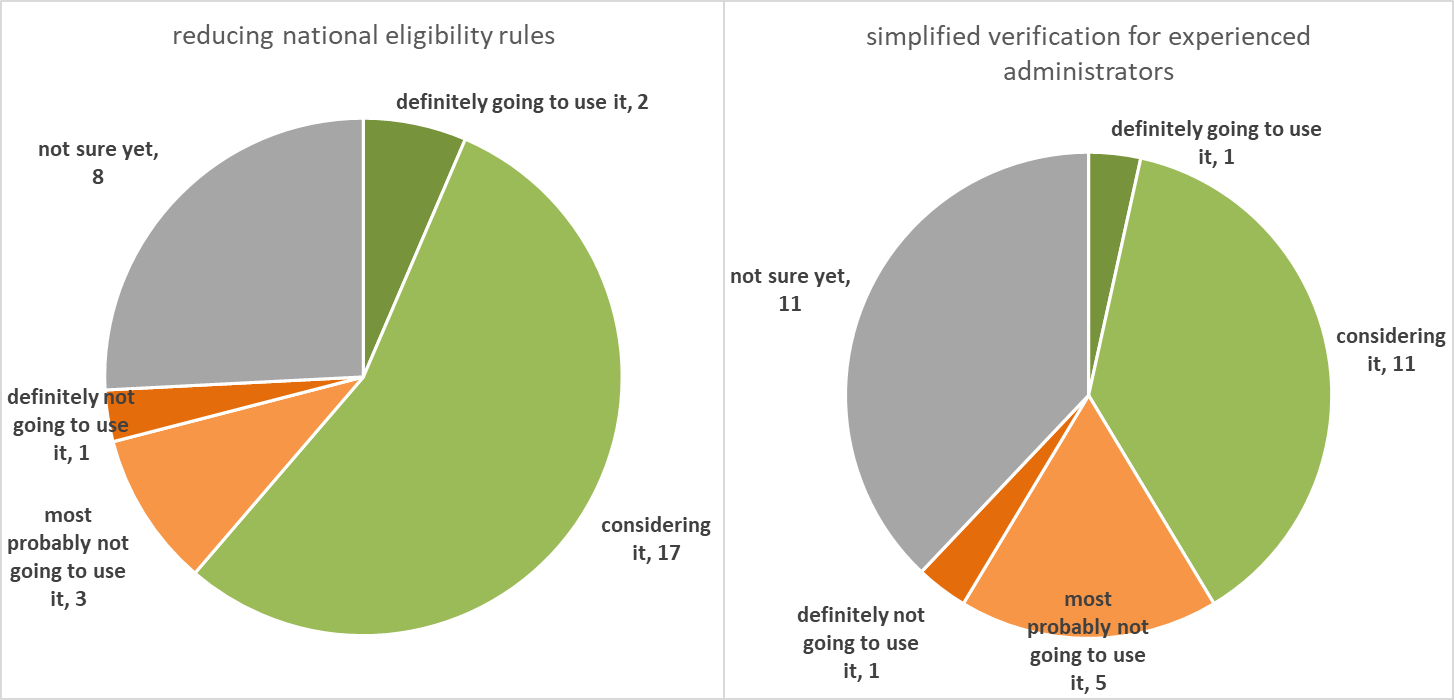 reducing national eligibility rules
definitely going to use it, 2
not sure yet,
8
definitely not
going to use
it, 1
most
probably not
going to use
it, 3
considering
it, 17
simplified verification for experienced
administrators
definitely going to use
it, 1
not sure yet,
11
considering
it, 11
definitely not
going to use
it, 1
most
probably not
going to use
it, 5